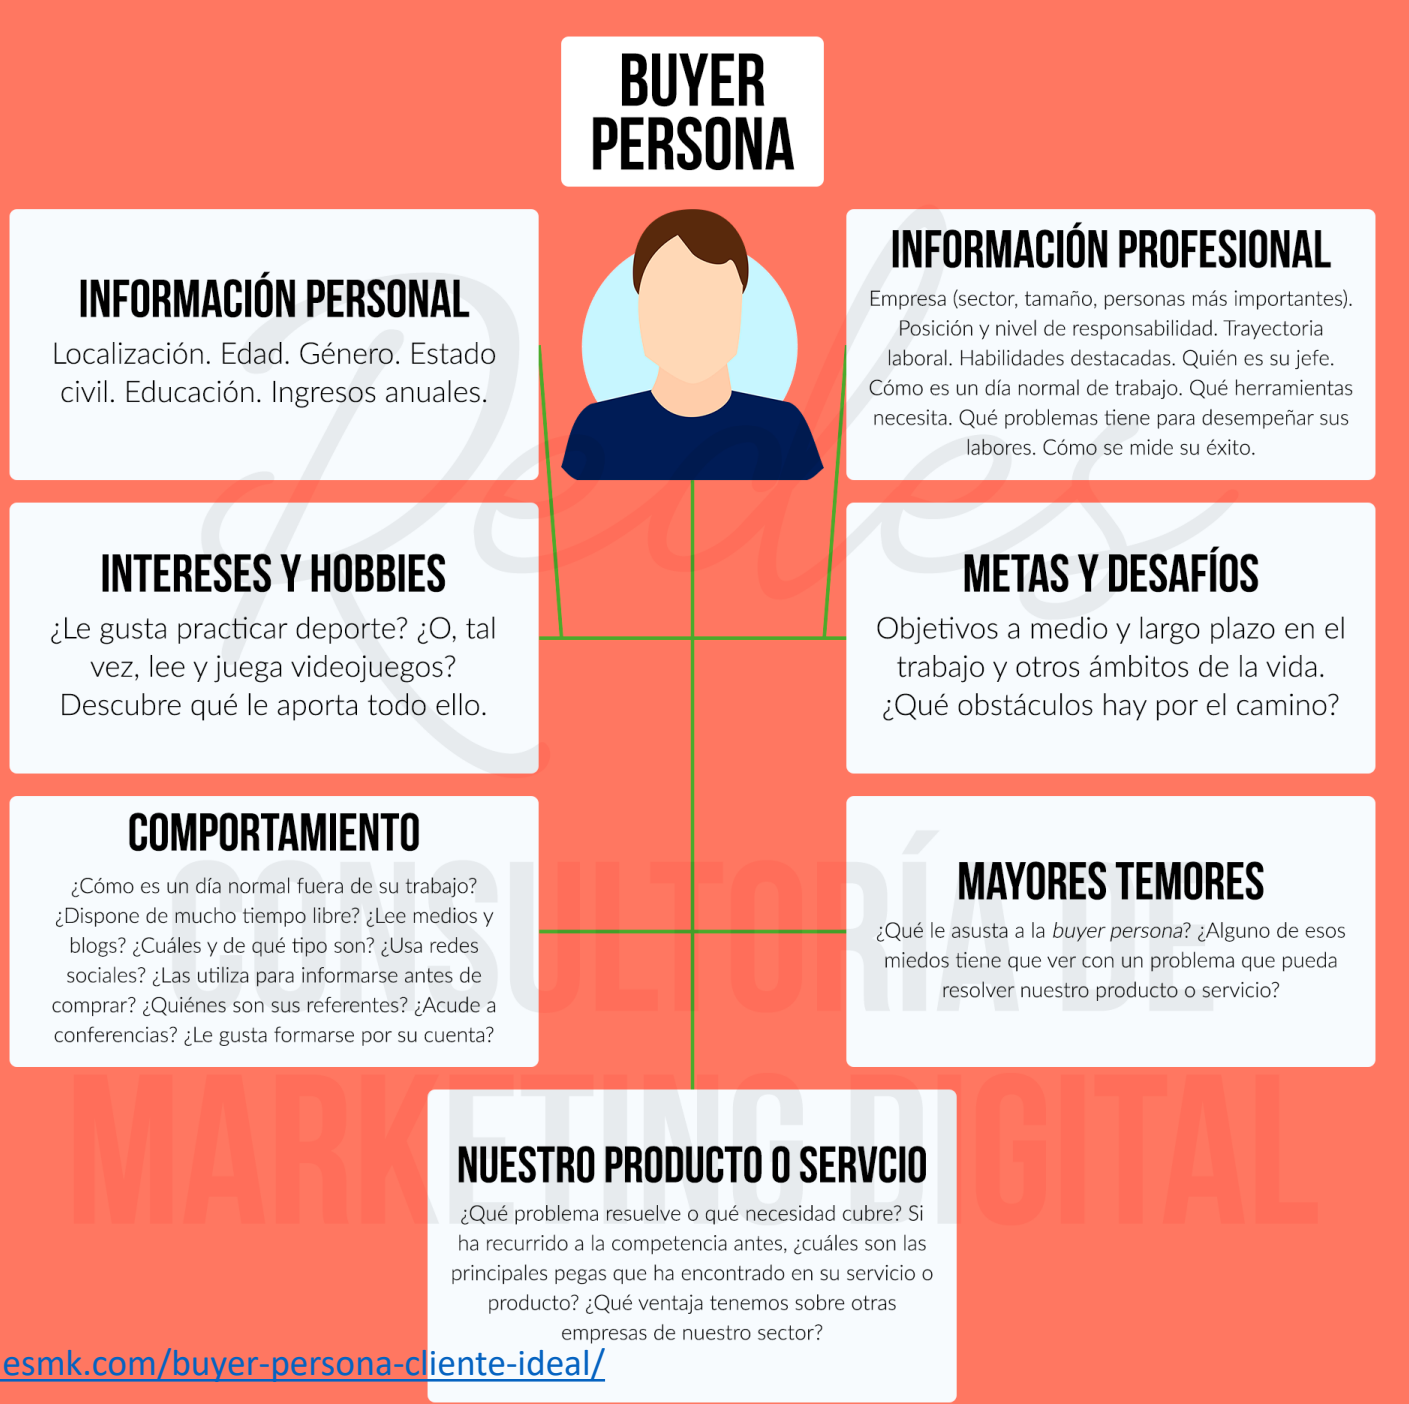 BUYER
PERSONA
INFORMACIÓN PERSONAL
Localización. Edad. Género. Estado
civil. Educación. Ingresos anuales.
INFORMACIÓN PROFESIONAL
Empresa (sector, tamaño, personas más importantes).
Posición y nivel de responsabilidad. Trayectoria
laboral. Habilidades destacadas. Quién es su jefe.
Cómo es un día normal de trabajo. Qué herramientas
necesita. Qué problemas tiene para desempeñar sus
labores. Cómo se mide su éxito.
INTERESES Y HOBBIES
¿Le gusta practicar deporte? ¿O, tal
vez, lee y juega videojuegos?
Descubre qué le aporta todo ello.
METAS Y DESAFÍOS
Objetivos a medio y largo plazo en el
trabajo y otros ámbitos de la vida.
¿Qué obstáculos hay por el camino?
COMPORTAMIENTO
¿Cómo es un día normal fuera de su trabajo?
¿Dispone de mucho tiempo libre? ¿Lee medios y
blogs? ¿Cuáles y de qué tipo son? ¿Usa redes
sociales? ¿Las utiliza para informarse antes de
comprar? ¿Quiénes son sus referentes? ¿Acude a
conferencias? ¿Le gusta formarse por su cuenta?
MAYORES TEMORES
¿Qué le asusta a la buyer persona? ¿Alguno de esos
miedos tiene que ver con un problema que pueda
resolver nuestro producto o servicio?
NUESTRO PRODUCTO O SERVCIO
¿Qué problema resuelve o qué necesidad cubre? Si
ha recurrido a la competencia antes, ¿cuáles son las
principales pegas que ha encontrado en su servicio o
producto? ¿Qué ventaja tenemos sobre otras
empresas de nuestro sector?
esmk.com/buyer-persona-cliente-ideal/
Redes
CONSULTORÍA DE
MARKETING DIGITAL